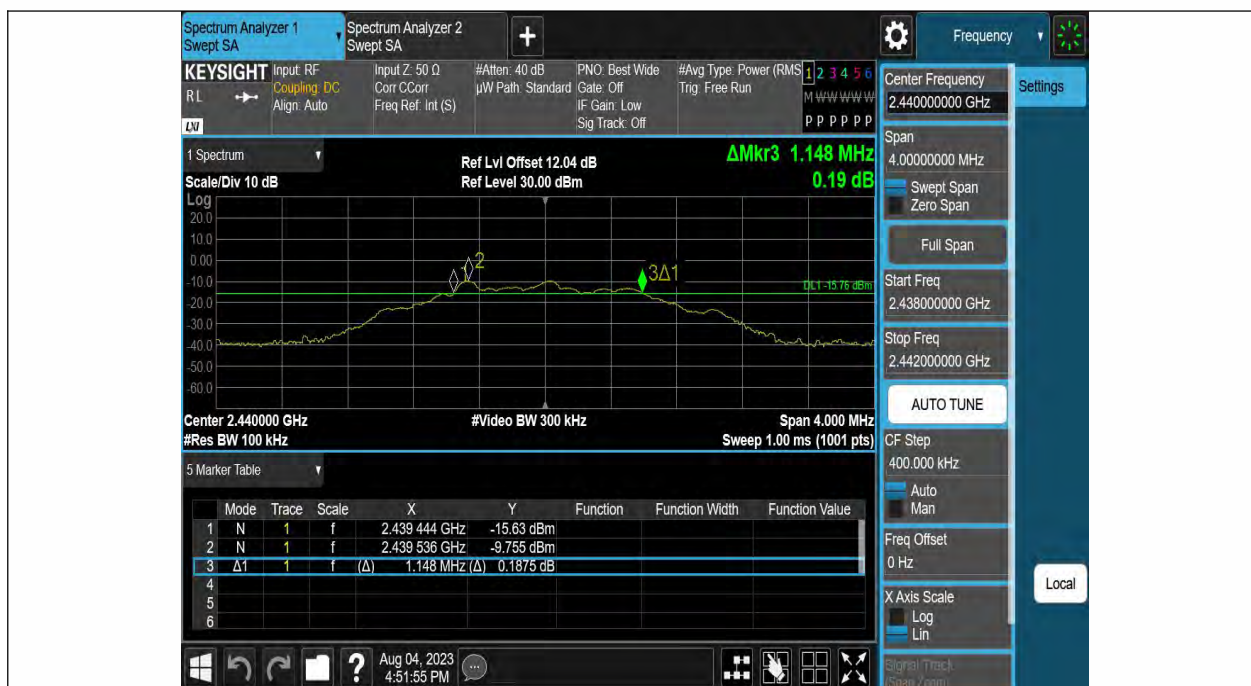 Spectrum Analyzer 1
Swept SA
Spectrum Analyzer 2
Swept SA
+
Frequency
KEYSIGHT
RL
LXI
Input: RF
Coupling: DC
Align: Auto
Input Z: 50 Ω
Corr CCorr
Freq Ref: Int (S)
#Atten: 40 dB
µW Path: Standard
PNO: Best Wide
Gate: Off
IF Gain: Low
Sig Track: Off
#Avg Type: Power (RMS
Trig: Free Run
1 2 3 4 5 6
M W W W W W
P P P P P P
1 Spectrum
Scale/Div 10 dB
Ref Lvl Offset 12.04 dB
Ref Level 30.00 dBm
ΔMkr3 1.148 MHz
0.19 dB
Log
20.0
10.0
0.00
-10.0
-20.0
-30.0
-40.0
-50.0
-60.0
1
2
3Δ1
DL1 -15.76 dBm
Center 2.440000 GHz
#Video BW 300 kHz
Span 4.000 MHz
#Res BW 100 kHz
Sweep 1.00 ms (1001 pts)
5 Marker Table
Mode Trace Scale X Y Function Function Width Function Value
1 N 1 f 2.439 444 GHz -15.63 dBm
2 N 1 f 2.439 536 GHz -9.755 dBm
3 Δ1 1 f (Δ) 1.148 MHz (Δ) 0.1875 dB
4
5
6
?
Aug 04, 2023
4:51:55 PM
Center Frequency
2.440000000 GHz
Span
4.00000000 MHz
Swept Span
Zero Span
Full Span
Start Freq
2.438000000 GHz
Stop Freq
2.442000000 GHz
AUTO TUNE
CF Step
400.000 kHz
Auto
Man
Freq Offset
0 Hz
X Axis Scale
Log
Lin
Signal Track
(Span Zoom)
Settings
Local